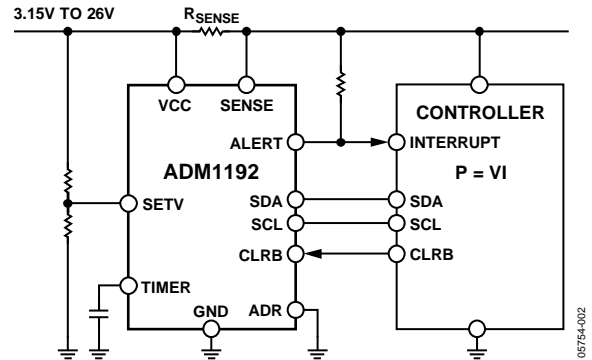 3.15V TO 26V
RSENSE
VCC
SENSE
CONTROLLER
ALERT
INTERRUPT
ADM1192
P = VI
SETV
SDA
SDA
SCL
SCL
CLRB
CLRB
TIMER
GND
ADR
05754-002